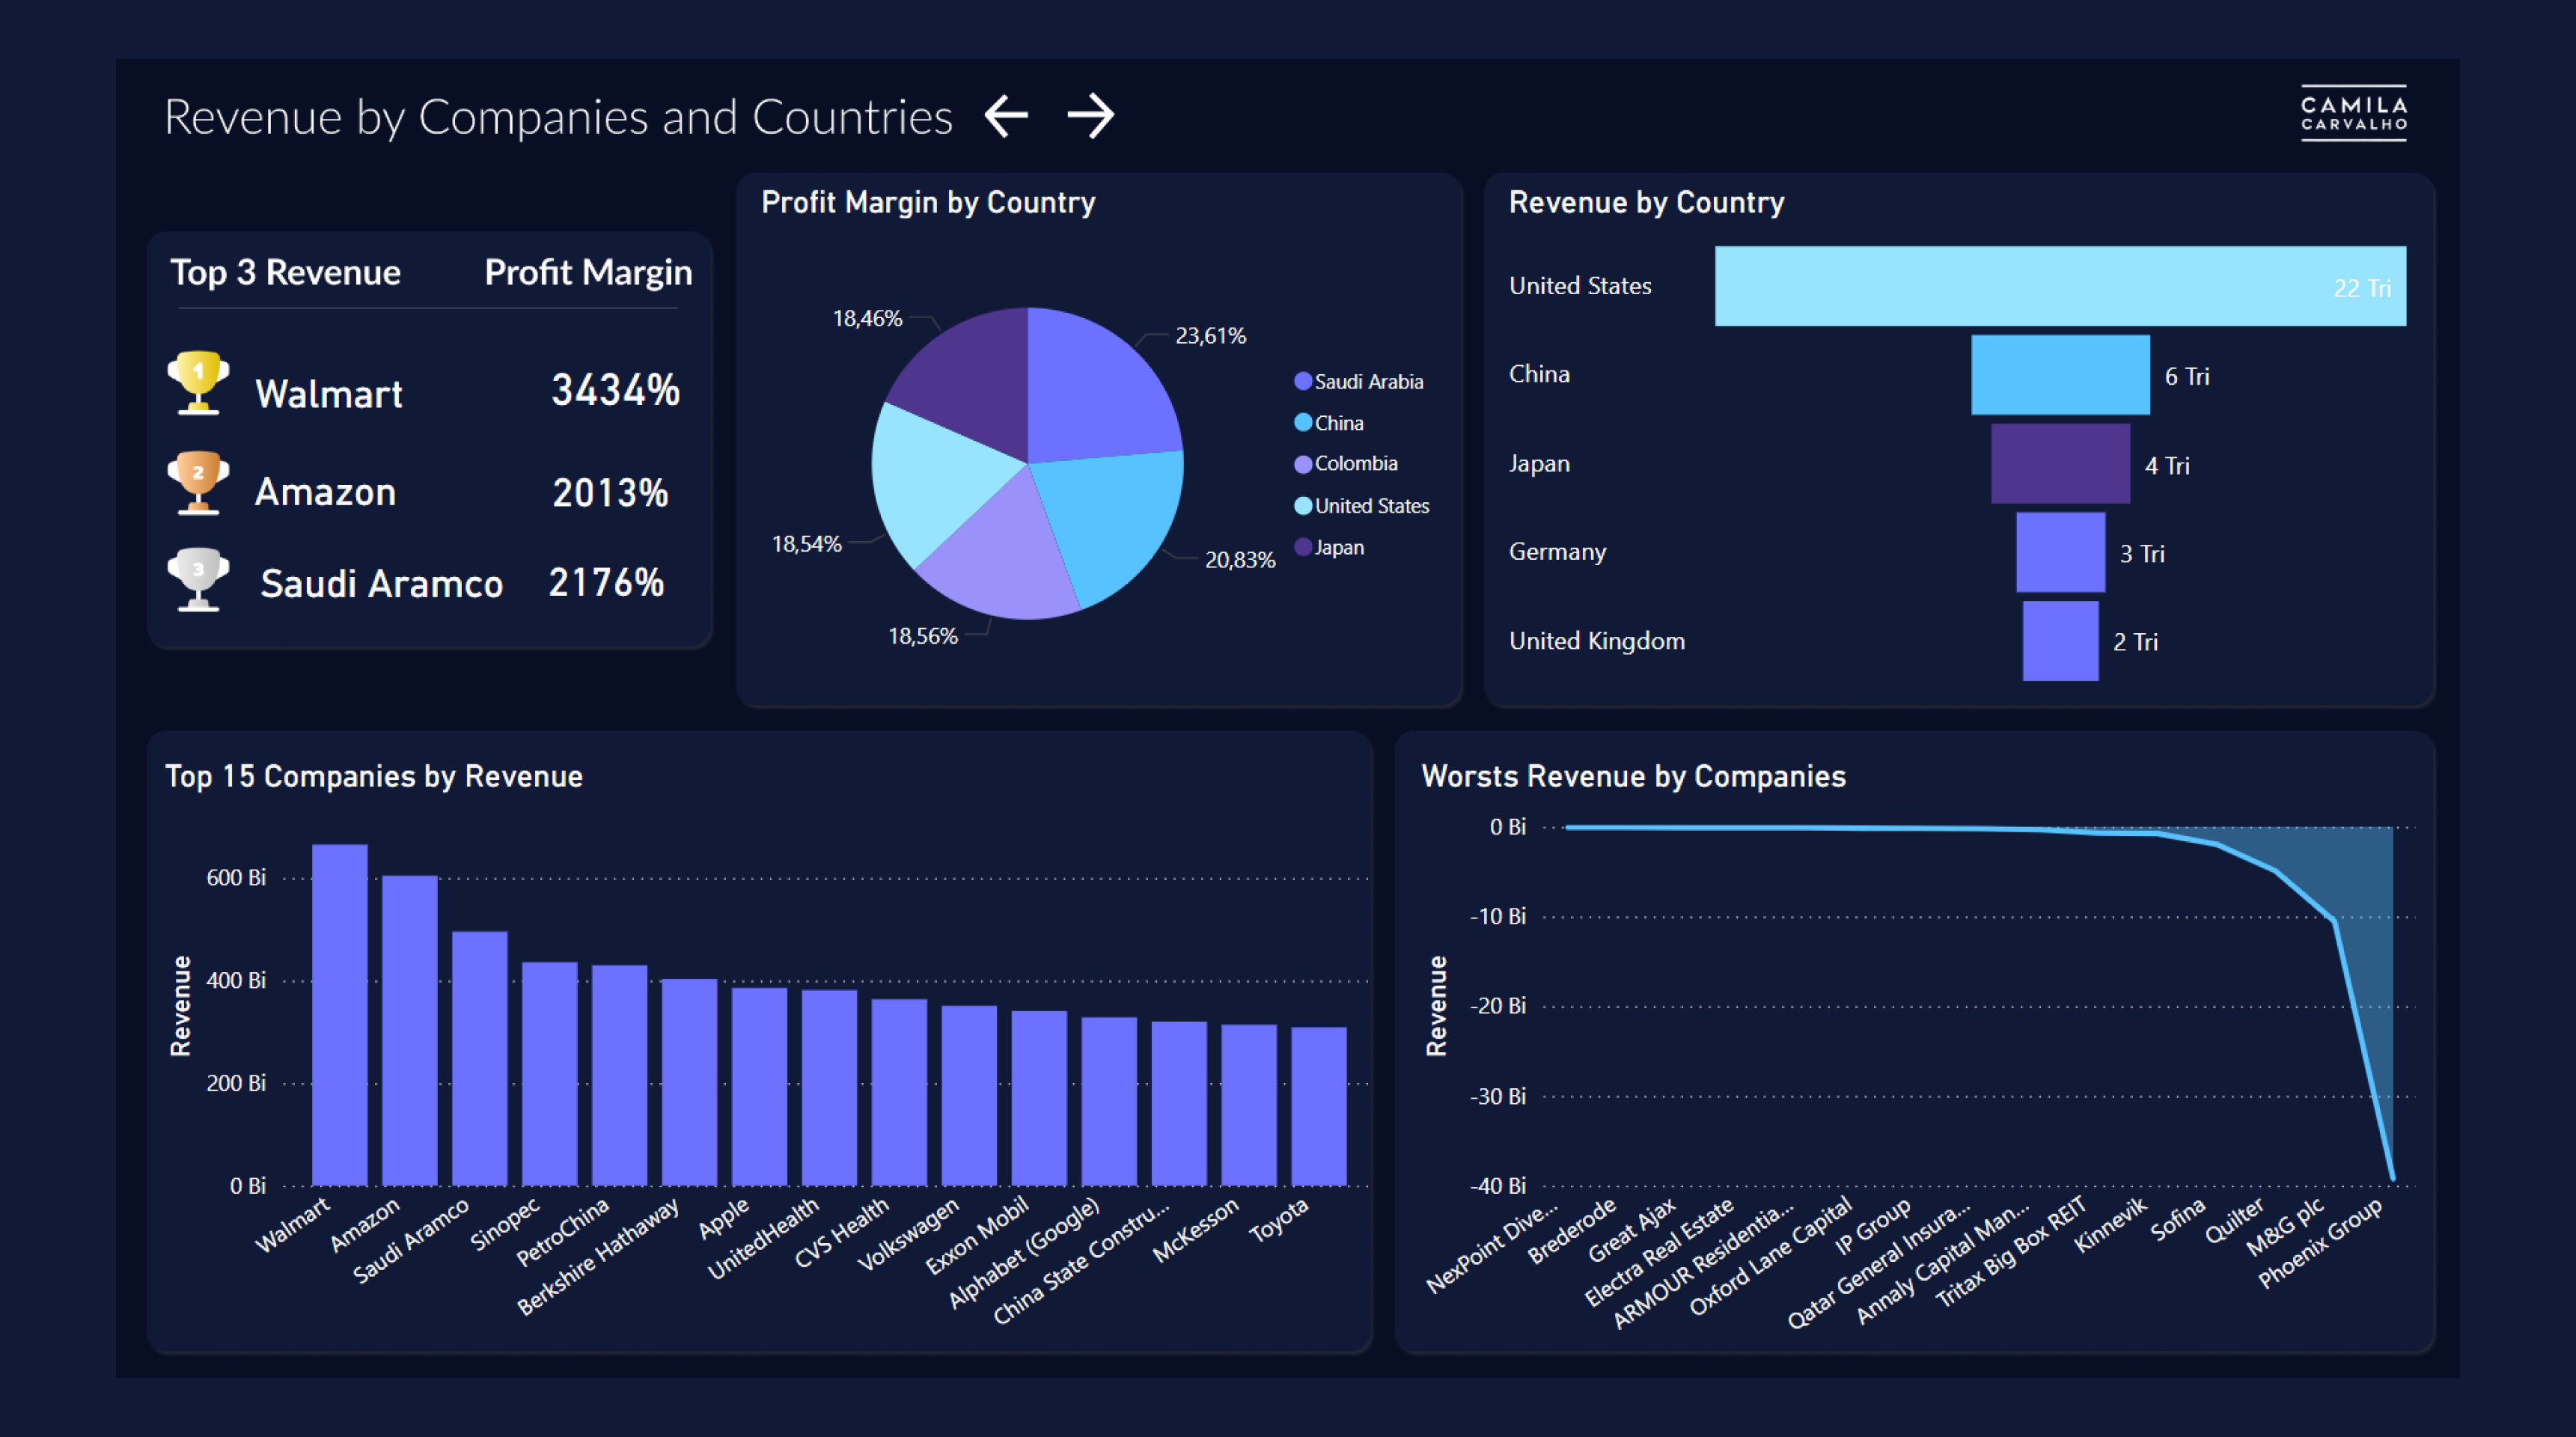 Revenue by Companies and Countries
CAMILA
CARVALHO
Top 3 Revenue Profit Margin
1 Walmart 3434%
2 Amazon 2013%
3 Saudi Aramco 2176%
Profit Margin by Country
18,46%
23,61%
18,54%
20,83%
18,56%
Saudi Arabia
China
Colombia
United States
Japan
Revenue by Country
United States 22 Tri
China 6 Tri
Japan 4 Tri
Germany 3 Tri
United Kingdom 2 Tri
Top 15 Companies by Revenue
Revenue
600 Bi
400 Bi
200 Bi
0 Bi
Walmart
Amazon
Saudi Aramco
Sinopec
PetroChina
Berkshire Hathaway
Apple
UnitedHealth
CVS Health
Volkswagen
Exxon Mobil
Alphabet (Google)
China State Constru...
McKesson
Toyota
Worsts Revenue by Companies
Revenue
0 Bi
-10 Bi
-20 Bi
-30 Bi
-40 Bi
NexPoint Dive...
Brederode
Great Ajax
Electra Real Estate
ARMOUR Residentia...
Oxford Lane Capital
IP Group
Qatar General Insura...
Annaly Capital Man...
Tritax Big Box REIT
Kinnevik
Sofina
Quilter
M&G plc
Phoenix Group